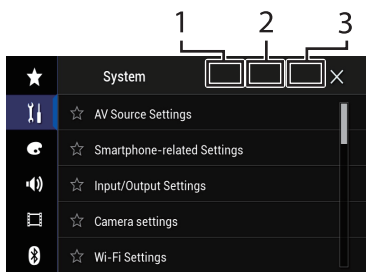 1 2 3
System
AV Source Settings
Smartphone-related Settings
Input/Output Settings
Camera settings
Wi-Fi Settings